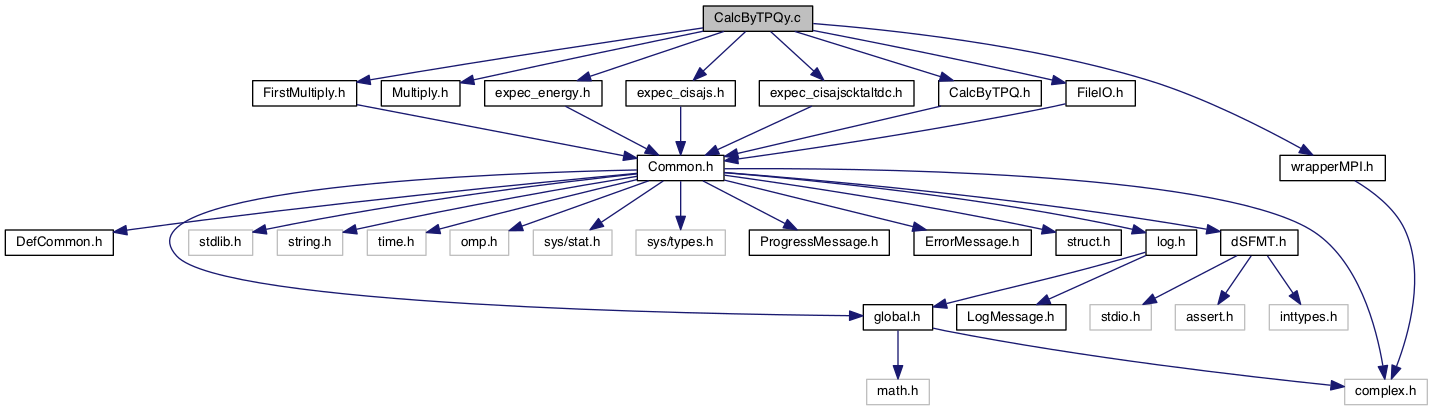 CalcByTPQy.c
FirstMultiply.h
Multiply.h
expec_energy.h
expec_cisajs.h
expec_cisajscktaltdc.h
CalcByTPQ.h
FileIO.h
Common.h
wrapperMPI.h
DefCommon.h
stdlib.h
string.h
time.h
omp.h
sys/stat.h
sys/types.h
ProgressMessage.h
ErrorMessage.h
struct.h
log.h
dSFMT.h
global.h
LogMessage.h
stdio.h
assert.h
inttypes.h
math.h
complex.h